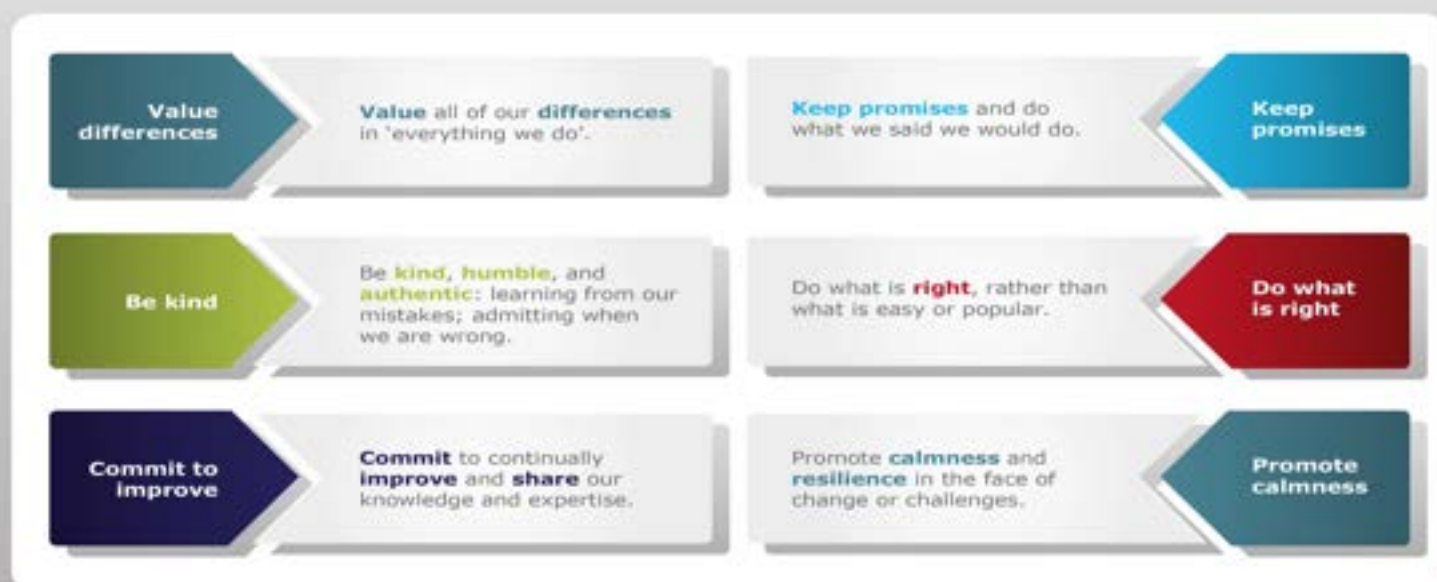 Value
differences
Value all of our differences
in 'everything we do'.
Keep promises and do
what we said we would do.
Keep
promises
Be kind
Be kind, humble, and
authentic: learning from our
mistakes; admitting when
we are wrong.
Do what is right, rather than
what is easy or popular.
Do what
is right
Commit to
improve
Commit to continually
improve and share our
knowledge and expertise.
Promote calmness and
resilience in the face of
change or challenges.
Promote
calmness